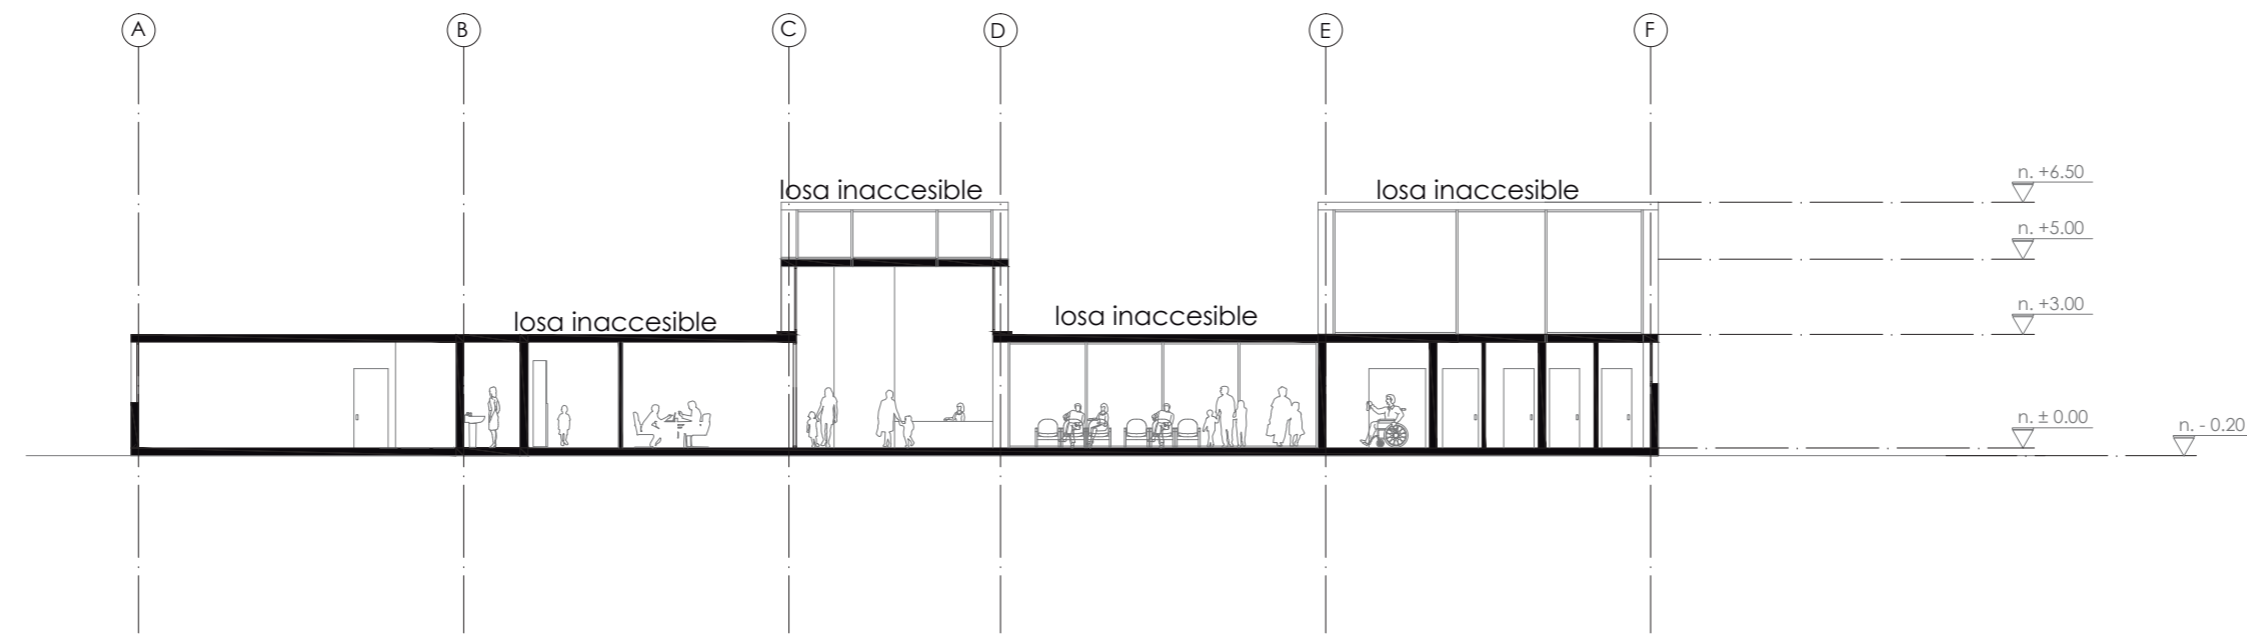 A B C D E F
losa inaccesible losa inaccesible
n. +6.50
n. +5.00
losa inaccesible losa inaccesible
n. +3.00
n. ± 0.00
n. - 0.20